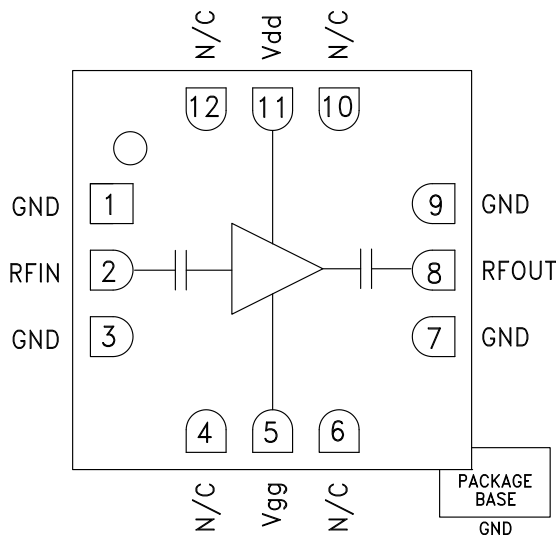 N/C Vdd N/C
12 11 10
GND 1 9 GND
RFIN 2 8 RFOUT
GND 3 7 GND
4 5 6
N/C Vgg N/C
PACKAGE
BASE
GND